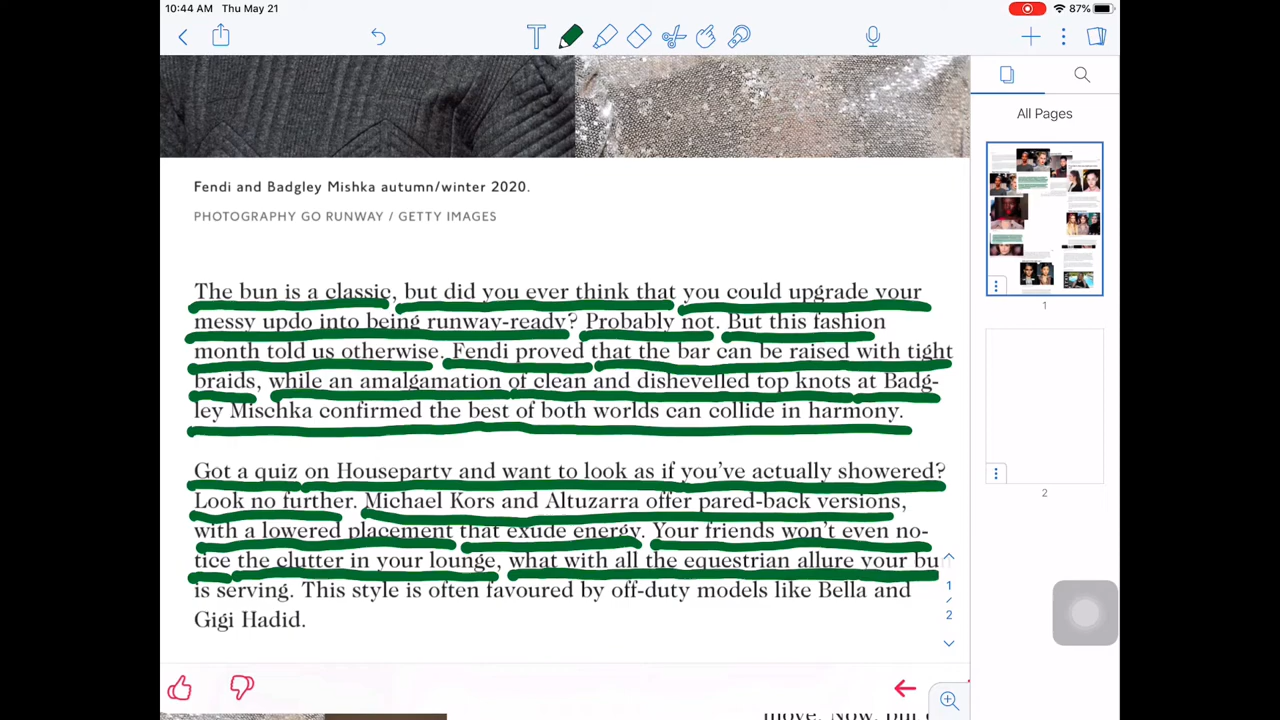 10:44 AM Thu May 21
87%
All Pages
Fendi and Badgley Mishka autumn/winter 2020.
PHOTOGRAPHY GO RUNWAY / GETTY IMAGES
The bun is a classic, but did you ever think that you could upgrade your
messy updo into being runway-ready? Probably not. But this fashion
month told us otherwise. Fendi proved that the bar can be raised with tight
braids, while an amalgamation of clean and dishevelled top knots at Badg-
ley Mischka confirmed the best of both worlds can collide in harmony.
Got a quiz on Houseparty and want to look as if you've actually showered?
Look no further. Michael Kors and Altuzarra offer pared-back versions,
with a lowered placement that exude energy. Your friends won't even no-
tice the clutter in your lounge, what with all the equestrian allure your bu
is serving. This style is often favoured by off-duty models like Bella and
Gigi Hadid.
1
2
1
/
2
move. Now, but